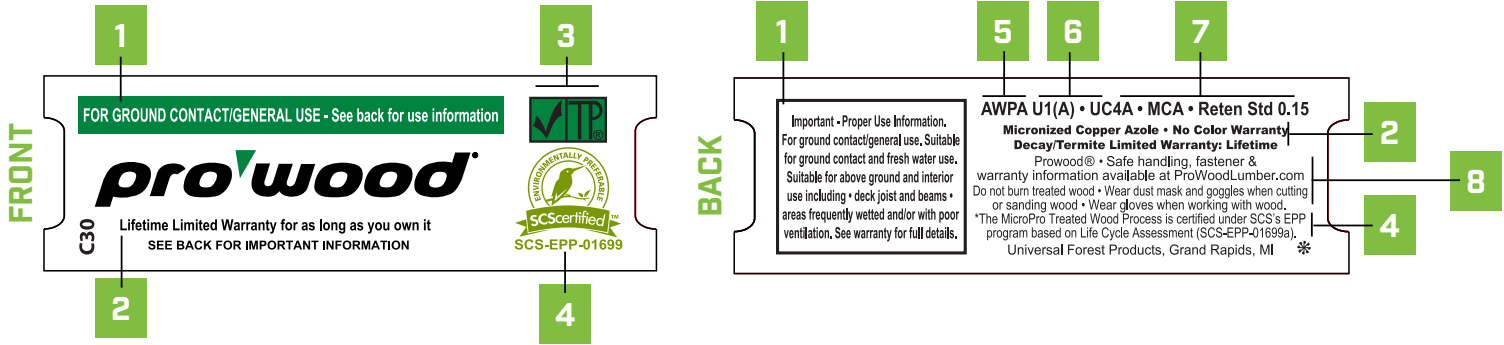 1
3
FRONT
FOR GROUND CONTACT/GENERAL USE - See back for use information
✓TP®
prowood
ENVIRONMENTALLY PREFERABLE
SCScertified™
SCS-EPP-01699
C30
Lifetime Limited Warranty for as long as you own it
SEE BACK FOR IMPORTANT INFORMATION
2
4
1
5
6
7
BACK
Important - Proper Use Information.
For ground contact/general use. Suitable
for ground contact and fresh water use.
Suitable for above ground and interior
use including • deck joist and beams •
areas frequently wetted and/or with poor
ventilation. See warranty for full details.
AWPA U1(A) • UC4A • MCA • Reten Std 0.15
Micronized Copper Azole • No Color Warranty
Decay/Termite Limited Warranty: Lifetime
2
Prowood® • Safe handling, fastener &
warranty information available at ProWoodLumber.com
Do not burn treated wood • Wear dust mask and goggles when cutting
or sanding wood • Wear gloves when working with wood.
8
*The MicroPro Treated Wood Process is certified under SCS's EPP
program based on Life Cycle Assessment (SCS-EPP-01699a).
4
Universal Forest Products, Grand Rapids, MI